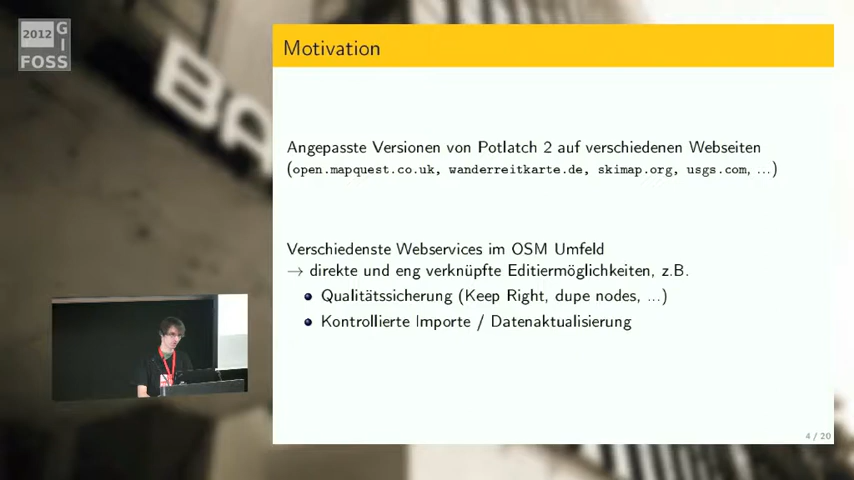 2012
GI
FOSS
BA
Motivation
Angepasste Versionen von Potlatch 2 auf verschiedenen Webseiten
(open.mapquest.co.uk, wanderreitkarte.de, skimap.org, usgs.com, ...)
Verschiedenste Webservices im OSM Umfeld
→ direkte und eng verknüpfte Editiermöglichkeiten, z.B.
Qualitätssicherung (Keep Right, dupe nodes, ...)
Kontrollierte Importe / Datenaktualisierung
4 / 20